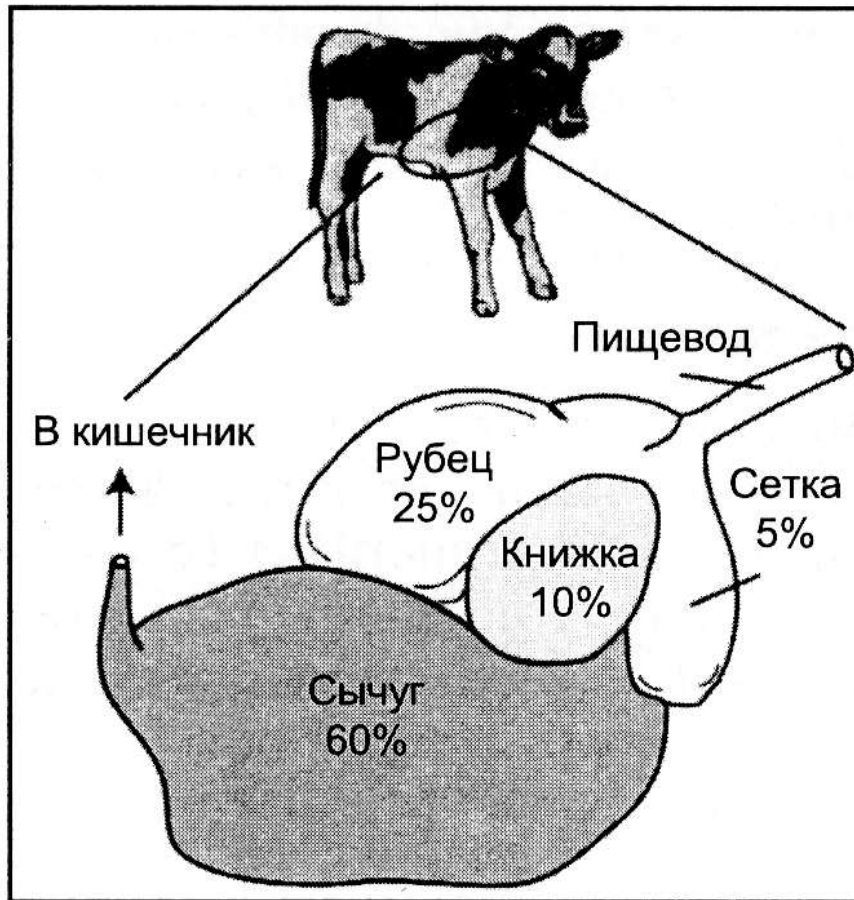 Пищевод
В кишечник
Рубец
25%
Сетка
5%
Книжка
10%
Сычуг
60%